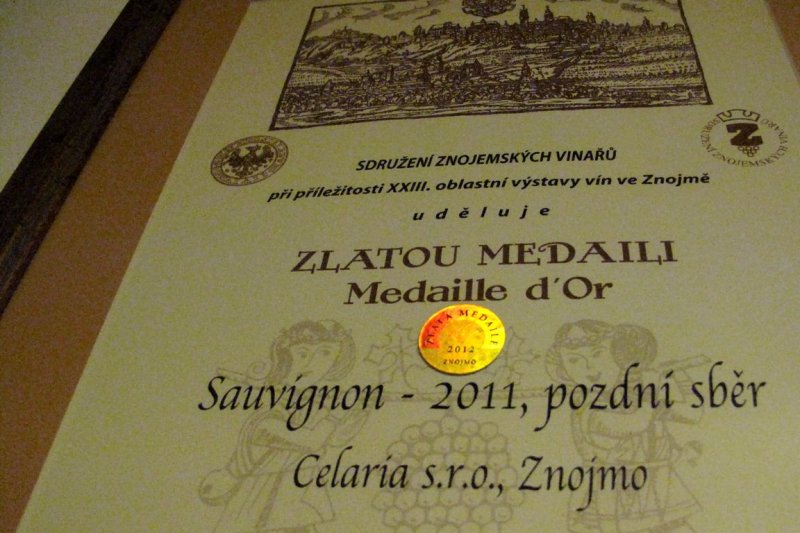 SDRUŽENÍ ZNOJEMSKÝCH VINAŘŮ
při příležitosti XXIII. oblastní výstavy vín ve Znojmě
uděluje
ZLATOU MEDAILI
Medaille d'Or
ZLATÁ MEDAILE
2012
ZNOJMO
Sauvignon - 2011, pozdní sběr
Celaria s.r.o., Znojmo
Z